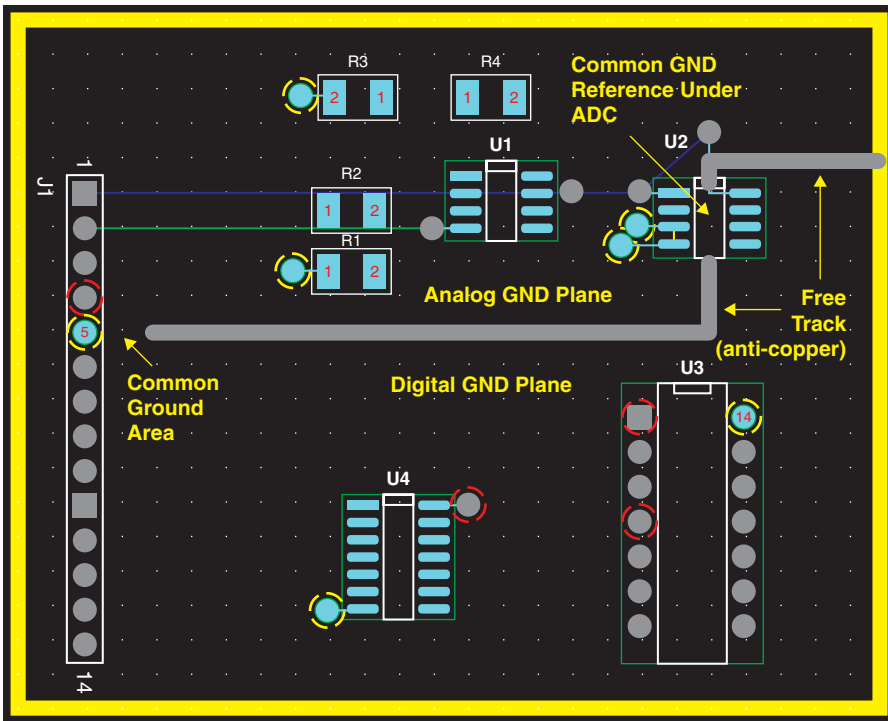 R3
R4
2
1
1
2
Common GND
Reference Under
ADC
U1
U2
1
J1
R2
1
2
R1
1
2
Analog GND Plane
Free
Track
(anti-copper)
5
Common
Ground
Area
Digital GND Plane
U3
14
U4
14